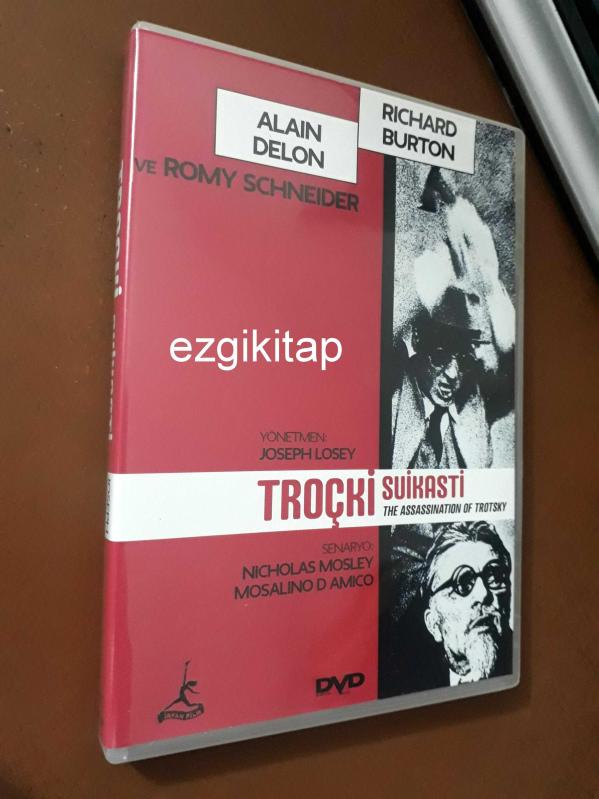 ALAIN
DELON
RICHARD
BURTON
VE ROMY SCHNEIDER
ezgikitap
YÖNETMEN:
JOSEPH LOSEY
TROÇKİ SUİKASTİ
THE ASSASSINATION OF TROTSKY
SENARYO:
NICHOLAS MOSLEY
MOSALINO D AMICO
DVD